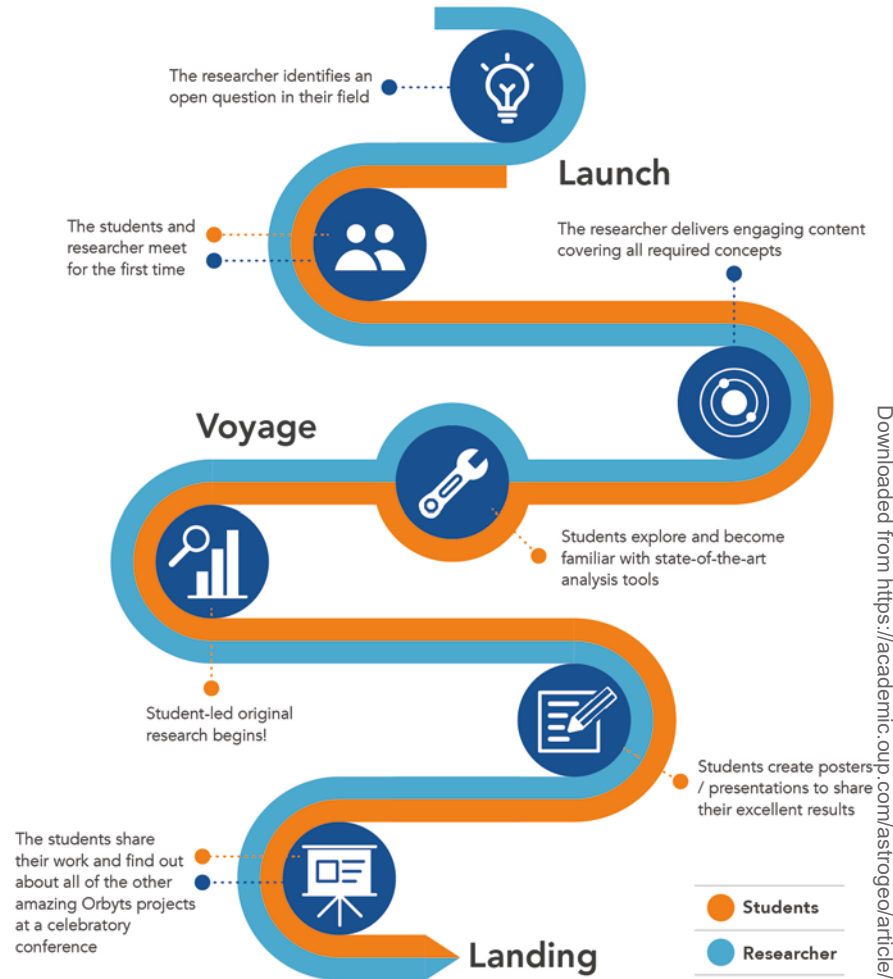 The researcher identifies an
open question in their field
Launch
The students and
researcher meet
for the first time
The researcher delivers engaging content
covering all required concepts
Voyage
Students explore and become
familiar with state-of-the-art
analysis tools
Student-led original
research begins!
Students create posters
/ presentations to share
their excellent results
The students share
their work and find out
about all of the other
amazing Orbyts projects
at a celebratory
conference
Landing
Students
Researcher
Downloaded from https://academic.oup.com/astrogeo/article/